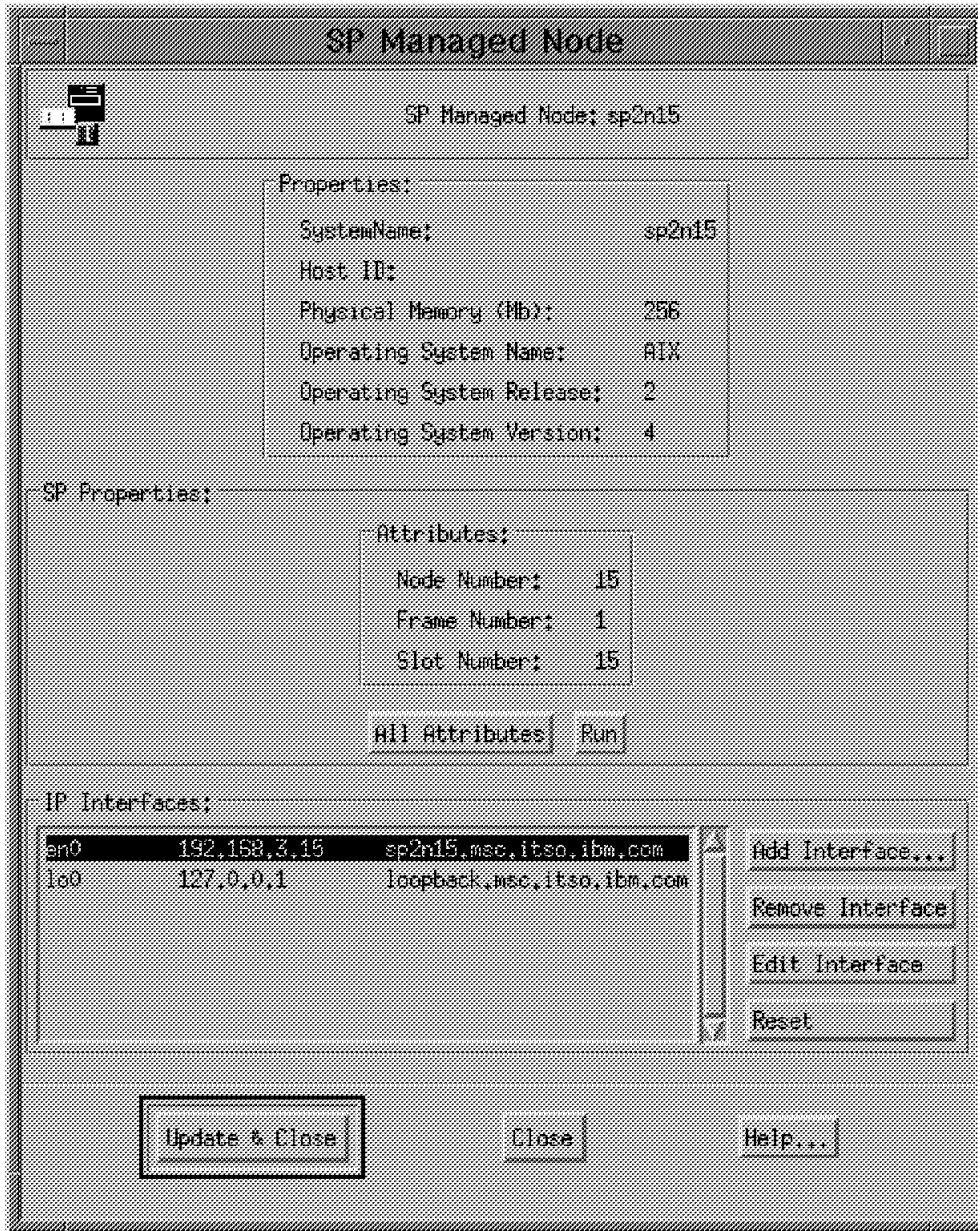 SP Managed Node
SP Managed Node: sp2n15
Properties:
SystemName: sp2n15
Host ID:
Physical Memory (Mb): 256
Operating System Name: AIX
Operating System Release: 2
Operating System Version: 4
SP Properties:
Attributes:
Node Number: 15
Frame Number: 1
Slot Number: 15
All Attributes Run
IP Interfaces:
en0 192.168.3.15 sp2n15.msc.itso.ibm.com
lo0 127.0.0.1 loopback.msc.itso.ibm.com
Add Interface...
Remove Interface
Edit Interface
Reset
Update & Close Close Help...